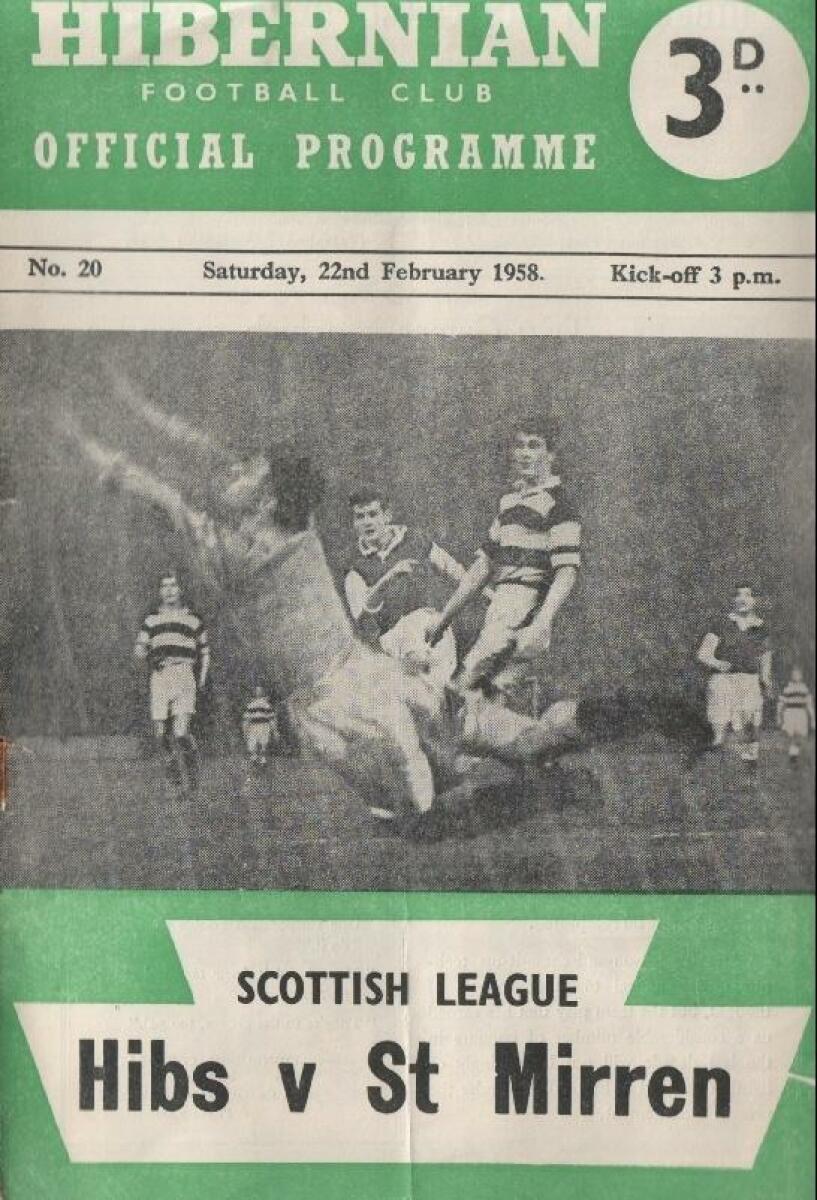 HIBERNIAN
FOOTBALL CLUB
OFFICIAL PROGRAMME
3D..
No. 20 Saturday, 22nd February 1958. Kick-off 3 p.m.
SCOTTISH LEAGUE
Hibs v St Mirren